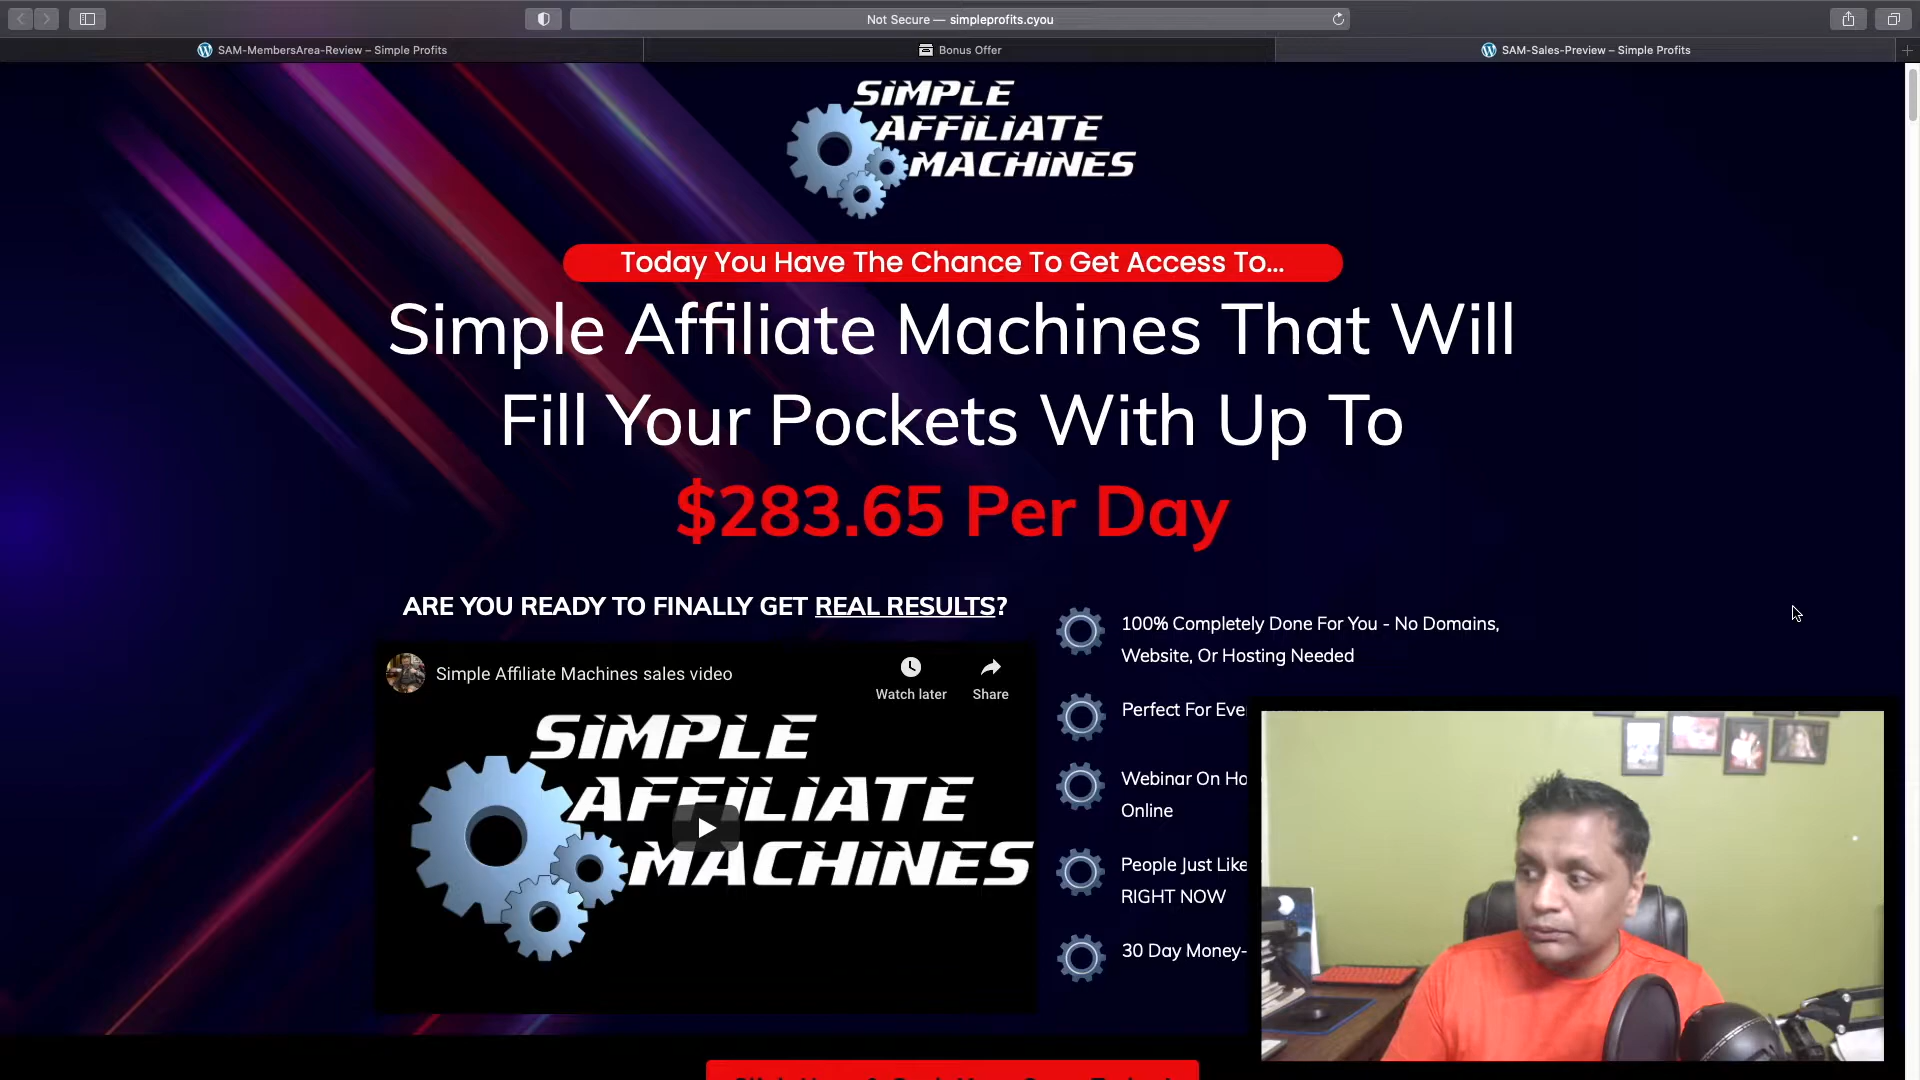 Not Secure — simpleprofits.cyou
SAM-MembersArea-Review – Simple Profits
Bonus Offer
SAM-Sales-Preview – Simple Profits
SIMPLE
AFFILIATE
MACHINES
Today You Have The Chance To Get Access To...
Simple Affiliate Machines That Will
Fill Your Pockets With Up To
$283.65 Per Day
ARE YOU READY TO FINALLY GET REAL RESULTS?
Simple Affiliate Machines sales video
Watch later
Share
SIMPLE
AFFILIATE
MACHINES
100% Completely Done For You - No Domains,
Website, Or Hosting Needed
Perfect For
Webinar On
Online
People Just Like
RIGHT NOW
30 Day Money-